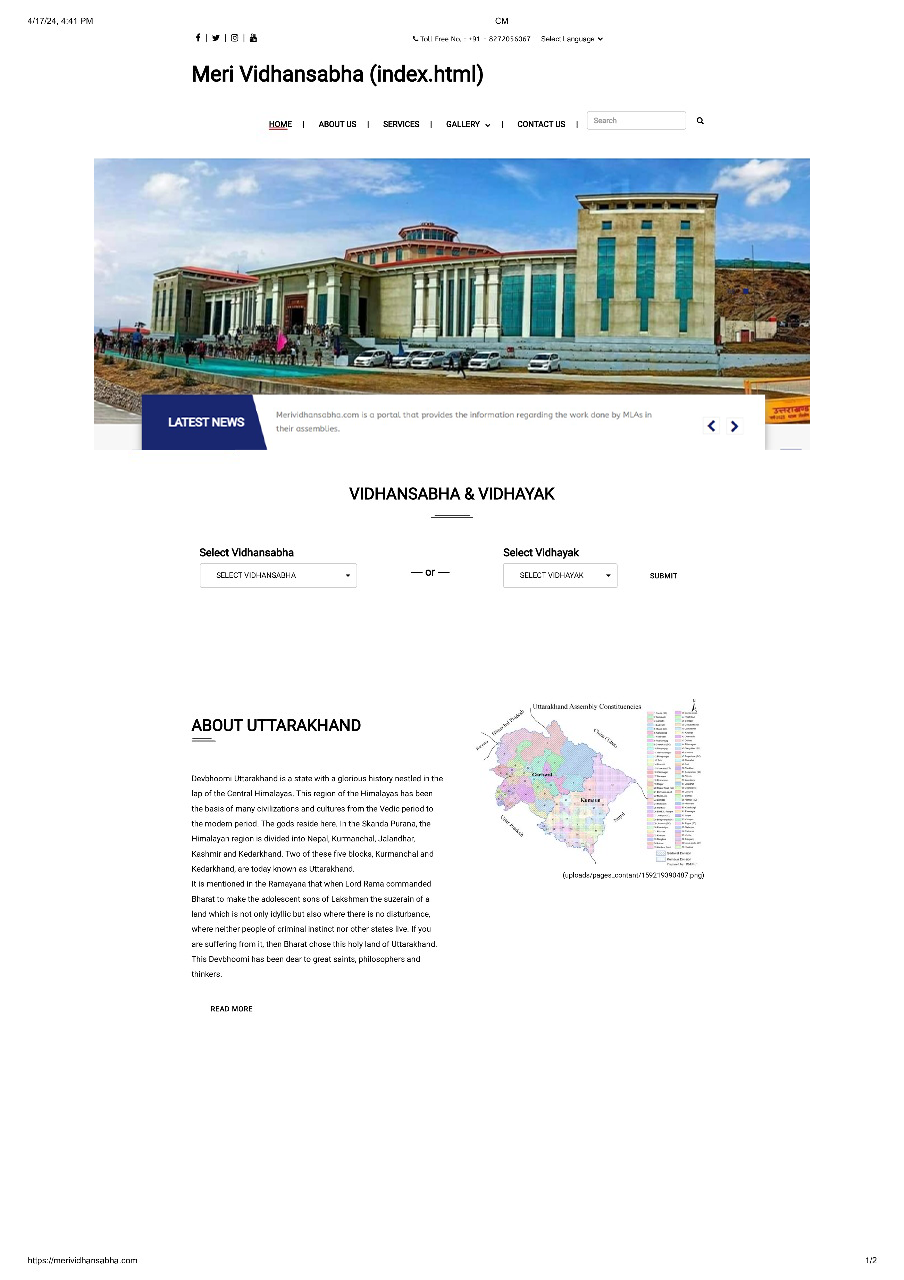 4/17/24, 4:41 PM
CM
Toll Free No. - +91 - 8272056067 Select Language
Meri Vidhansabha (index.html)
HOME | ABOUT US | SERVICES | GALLERY | CONTACT US | Search
उत्तराखण्ड
LATEST NEWS
Merividhansabha.com is a portal that provides the information regarding the work done by MLAs in
their assemblies.
VIDHANSABHA & VIDHAYAK
Select Vidhansabha
SELECT VIDHANSABHA
— or —
Select Vidhayak
SELECT VIDHAYAK
SUBMIT
ABOUT UTTARAKHAND
Devbhoomi Uttarakhand is a state with a glorious history nestled in the
lap of the Central Himalayas. This region of the Himalayas has been
the basis of many civilizations and cultures from the Vedic period to
the modern period. The gods reside here. In the Skanda Purana, the
Himalayan region is divided into Nepal, Kurmanchal, Jalandhar,
Kashmir and Kedarkhand. Two of these five blocks, Kurmanchal and
Kedarkhand, are today known as Uttarakhand.
It is mentioned in the Ramayana that when Lord Rama commanded
Bharat to make the adolescent sons of Lakshman the suzerain of a
land which is not only idyllic but also where there is no disturbance,
where neither people of criminal instinct nor other states live. If you
are suffering from it, then Bharat chose this holy land of Uttarakhand.
This Devbhoomi has been dear to great saints, philosophers and
thinkers.
READ MORE
Uttarakhand Assembly Constituencies
Himachal Pradesh
Garhwal
Kumaun
Uttar Pradesh
Nepal
(uploads/pages_contant/159219390487.png)
https://merividhansabha.com
1/2